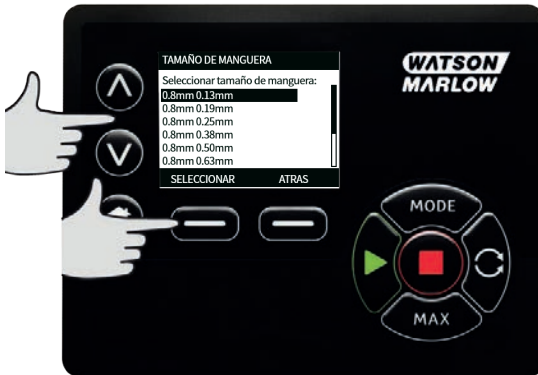 TAMAÑO DE MANGUERA
Seleccionar tamaño de manguera:
0.8mm 0.13mm
0.8mm 0.19mm
0.8mm 0.25mm
0.8mm 0.38mm
0.8mm 0.50mm
0.8mm 0.63mm
SELECCIONAR ATRAS
WATSON
MARLOW
MODE
MAX